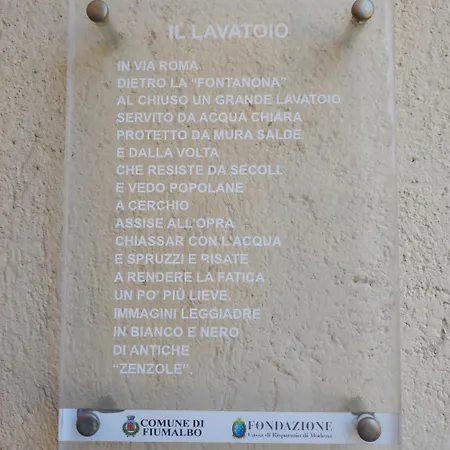 IL LAVATOIO
IN VIA ROMA
DIETRO LA "FONTANONA"
AL CHIUSO UN GRANDE LAVATOIO
SERVITO DA ACQUA CHIARA
PROTETTO DA MURA SALDE
E DALLA VOLTA
CHE RESISTE DA SECOLI.
E VEDO POPOLANE
A CERCHIO
ASSISE ALL'OPRA
CHIASSAR CON L'ACQUA
E SPRUZZI E RISATE
A RENDERE LA FATICA
UN PO' PIÙ LIEVE.
IMMAGINI LEGGIADRE
IN BIANCO E NERO
DI ANTICHE
"ZENZOLE".
COMUNE DI
FIUMALBO
FONDAZIONE
Cassa di Risparmio di Modena